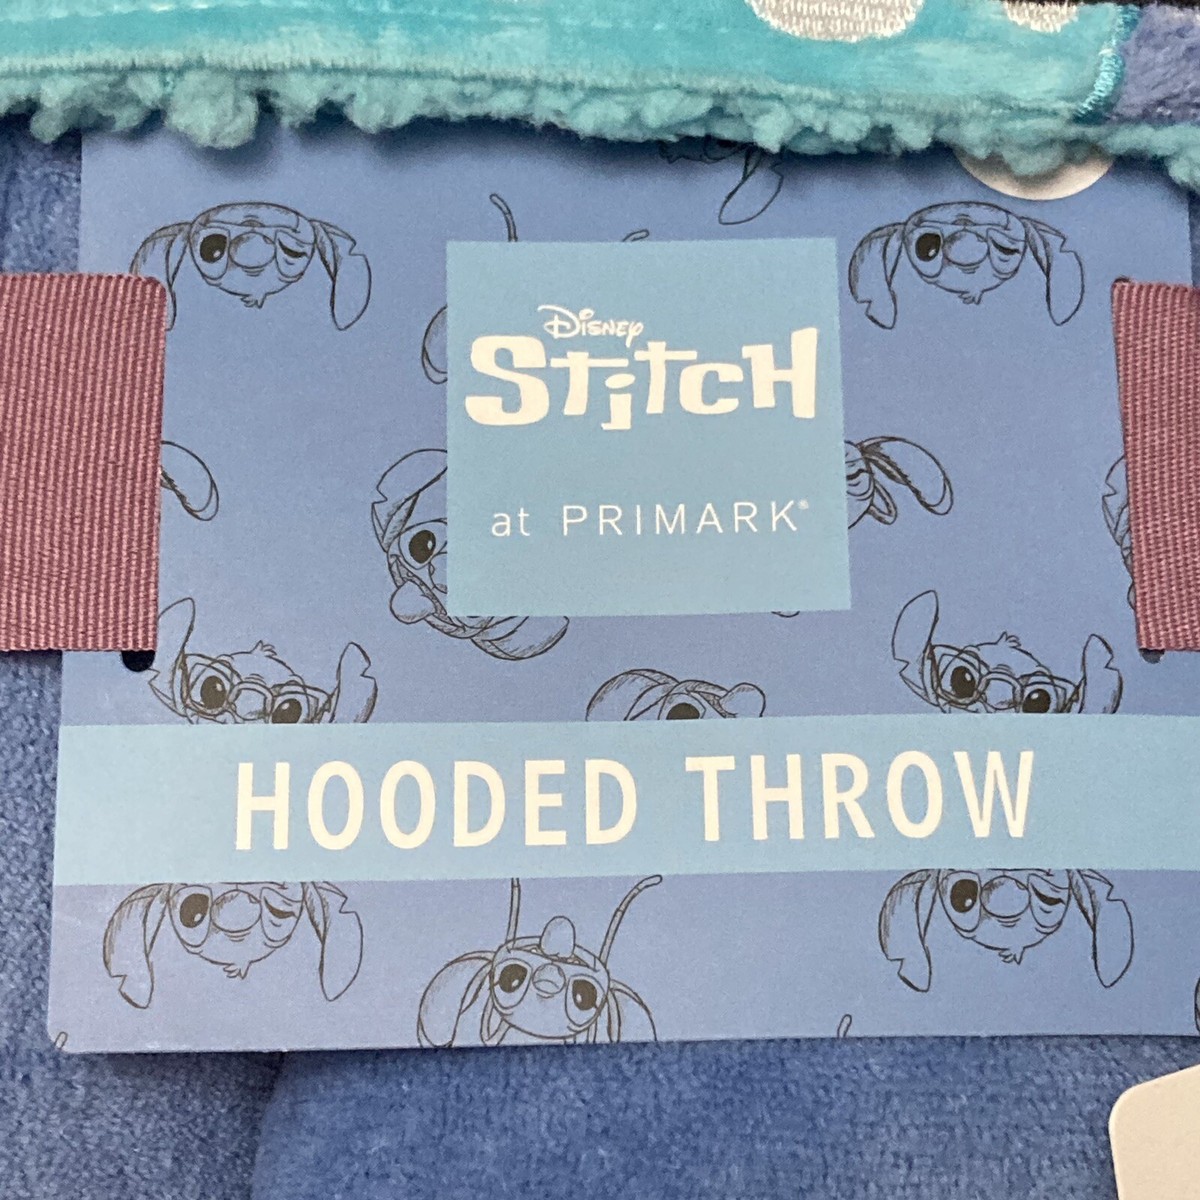 Disney
Stitch
at PRIMARK®
HOODED THROW